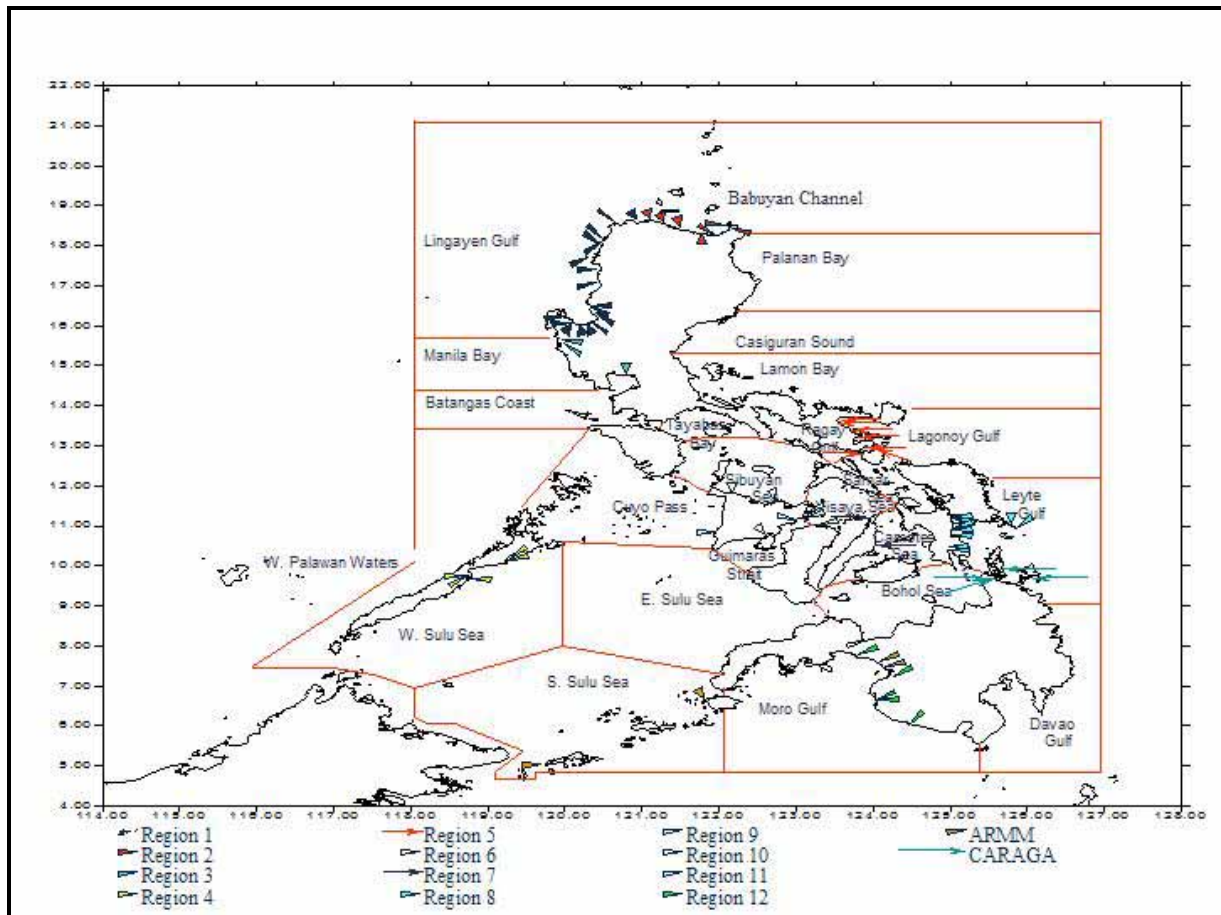 22.00
21.00
20.00
19.00
Babuyan Channel
18.00
Lingayen Gulf
Palanan Bay
17.00
16.00
Casiguran Sound
Manila Bay
15.00
Lamon Bay
Batangas Coast
14.00
Tayabas
Bay
Ragay
Gulf
Lagonoy Gulf
13.00
Sibuyan
Sea
Samar
Sea
12.00
Cuyo Pass
Visaya Sea
Leyte
Gulf
11.00
Camotes
Sea
Guimaras
Strait
10.00
W. Palawan Waters
Bohol Sea
E. Sulu Sea
9.00
W. Sulu Sea
8.00
7.00
S. Sulu Sea
Moro Gulf
6.00
Davao
Gulf
5.00
4.00
114.00 115.00 116.00 117.00 118.00 119.00 120.00 121.00 122.00 123.00 124.00 125.00 126.00 127.00 128.00
Region 1
Region 2
Region 3
Region 4
Region 5
Region 6
Region 7
Region 8
Region 9
Region 10
Region 11
Region 12
ARMM
CARAGA